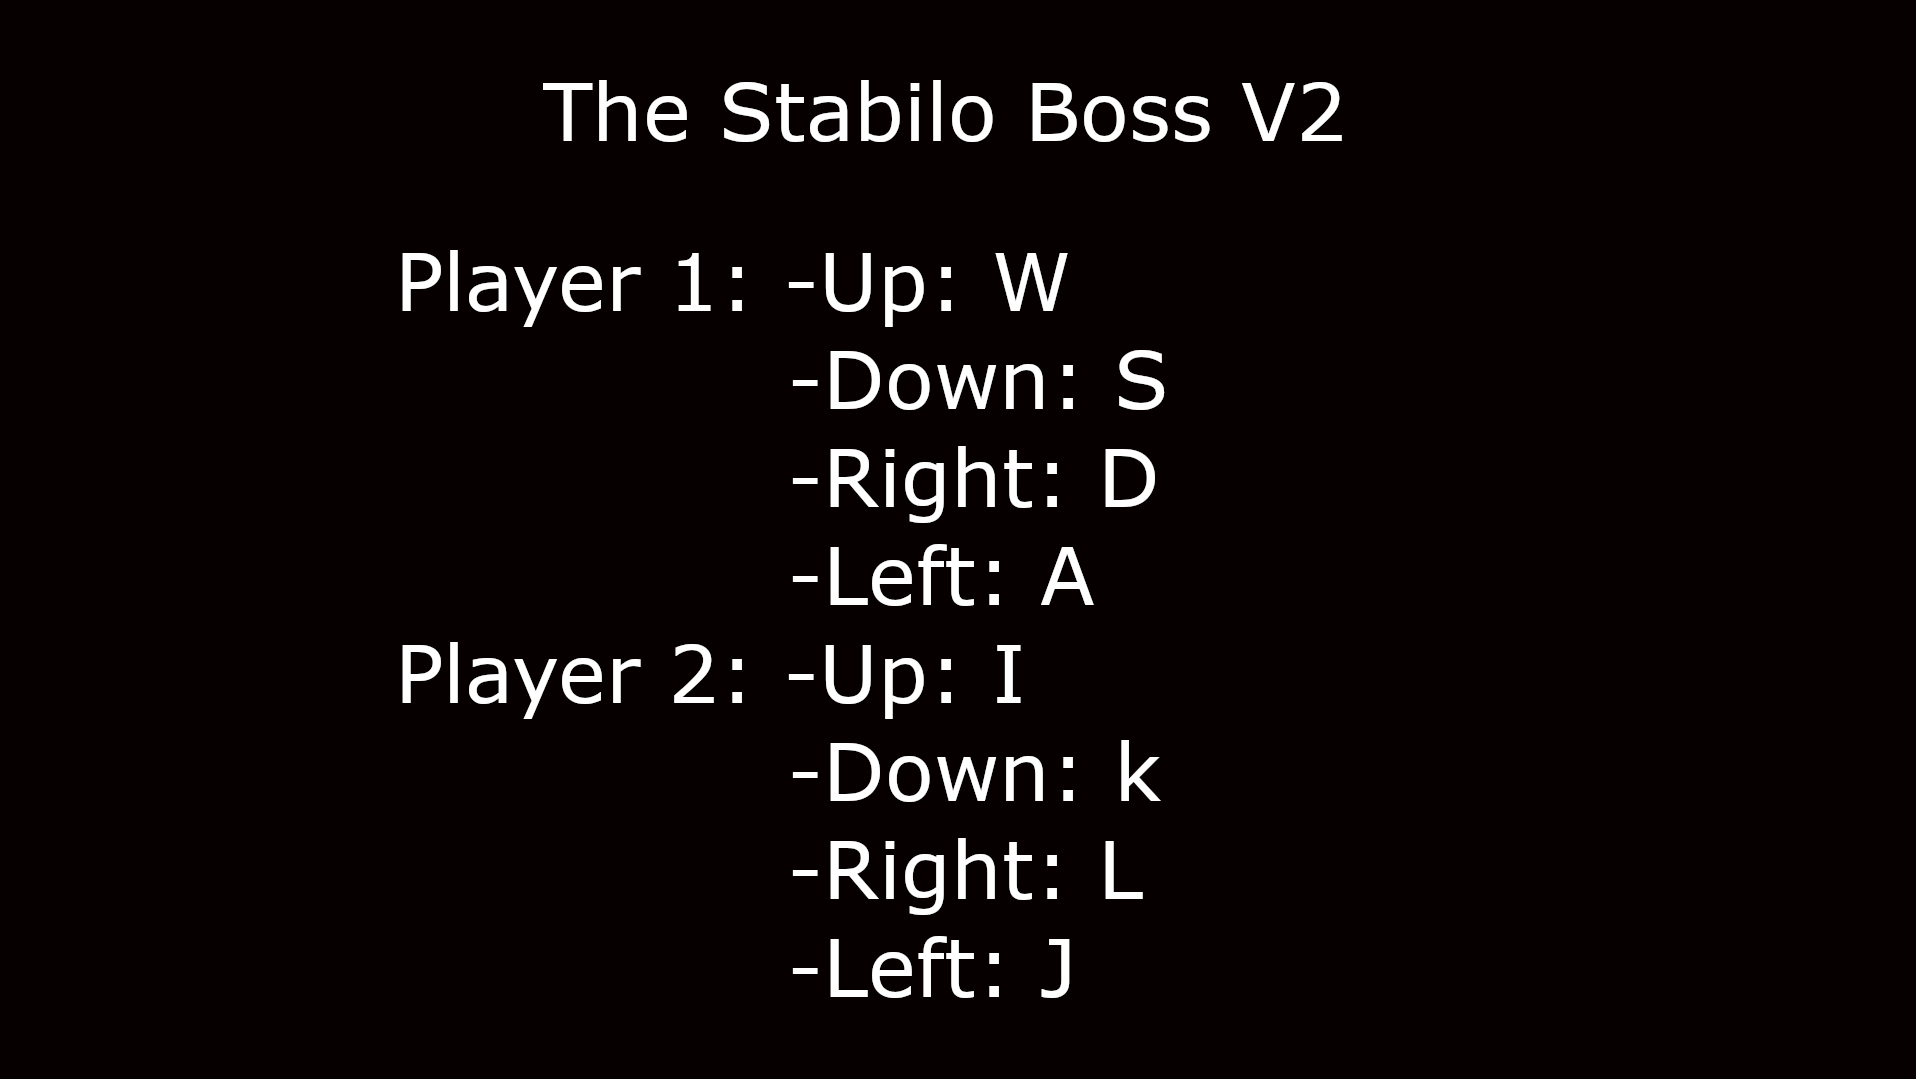 The Stabilo Boss V2
Player 1: -Up: W
-Down: S
-Right: D
-Left: A
Player 2: -Up: I
-Down: k
-Right: L
-Left: J